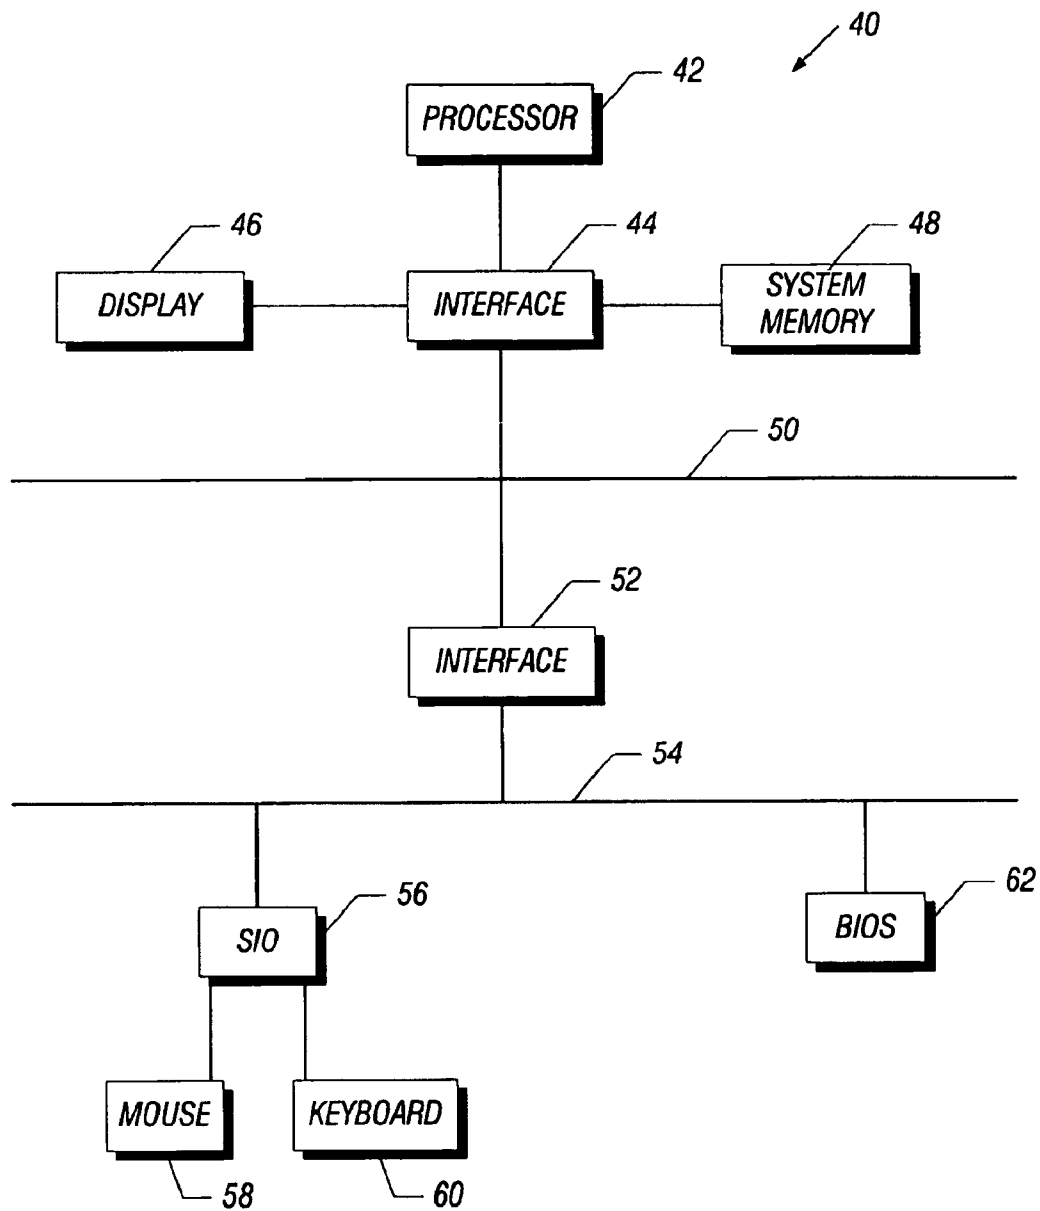 40
42
PROCESSOR
46
44
48
DISPLAY
INTERFACE
SYSTEM
MEMORY
50
52
INTERFACE
54
56
62
SIO
BIOS
MOUSE
KEYBOARD
58
60